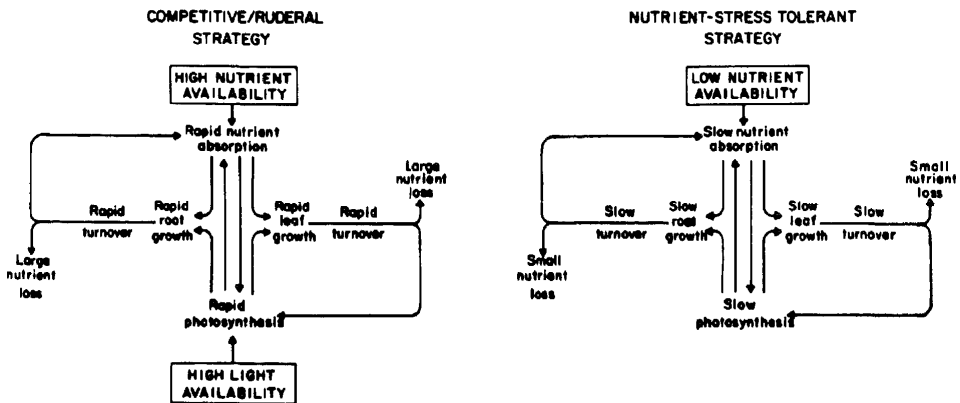 COMPETITIVE/RUDERAL
STRATEGY
HIGH NUTRIENT
AVAILABILITY
Rapid nutrient
absorption
Large
nutrient
loss
Rapid
turnover
Rapid
root
growth
Rapid
leaf
growth
Rapid
turnover
Large
nutrient
loss
Rapid
photosynthesis
HIGH LIGHT
AVAILABILITY
NUTRIENT-STRESS TOLERANT
STRATEGY
LOW NUTRIENT
AVAILABILITY
Slow nutrient
absorption
Small
nutrient
loss
Slow
turnover
Slow
root
growth
Slow
leaf
growth
Slow
turnover
Small
nutrient
loss
Slow
photosynthesis